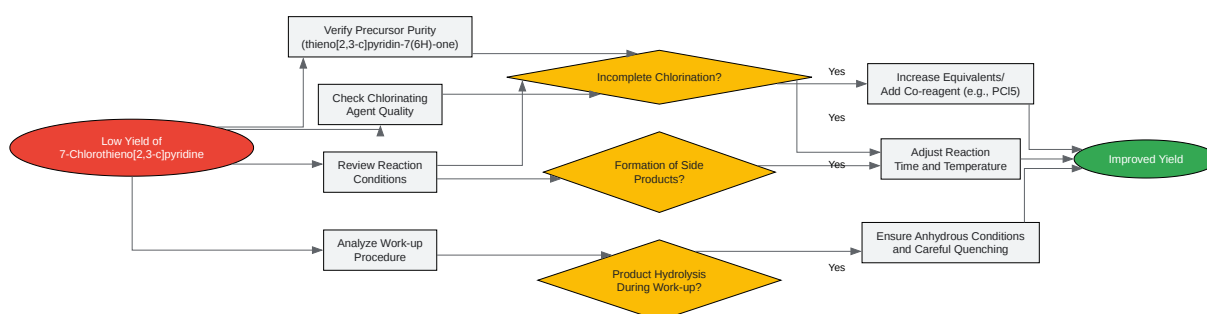 Verify Precursor Purity
(thieno[2,3-c]pyridin-7(6H)-one)
Incomplete Chlorination?
Yes
Increase Equivalents/
Add Co-reagent (e.g., PCl5)
Check Chlorinating
Agent Quality
Yes
Low Yield of
7-Chlorothieno[2,3-c]pyridine
Review Reaction
Conditions
Formation of Side
Products?
Yes
Adjust Reaction
Time and Temperature
Improved Yield
Analyze Work-up
Procedure
Product Hydrolysis
During Work-up?
Yes
Ensure Anhydrous Conditions
and Careful Quenching